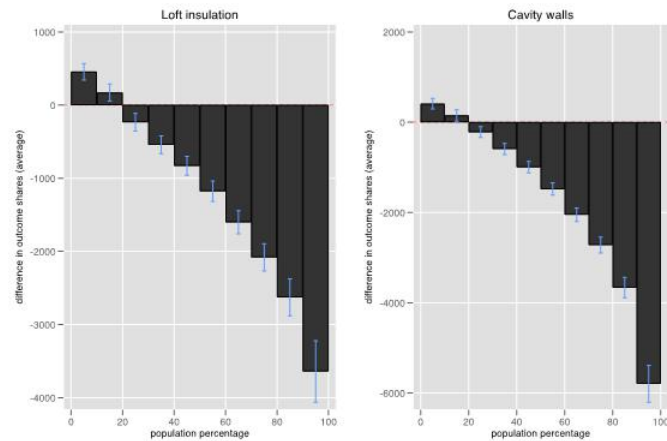 Loft insulation
1000
0
-1000
-2000
-3000
-4000
difference in outcome shares (average)
0 20 40 60 80 100
population percentage
Cavity walls
2000
0
-2000
-4000
-6000
difference in outcome shares (average)
0 20 40 60 80 100
population percentage